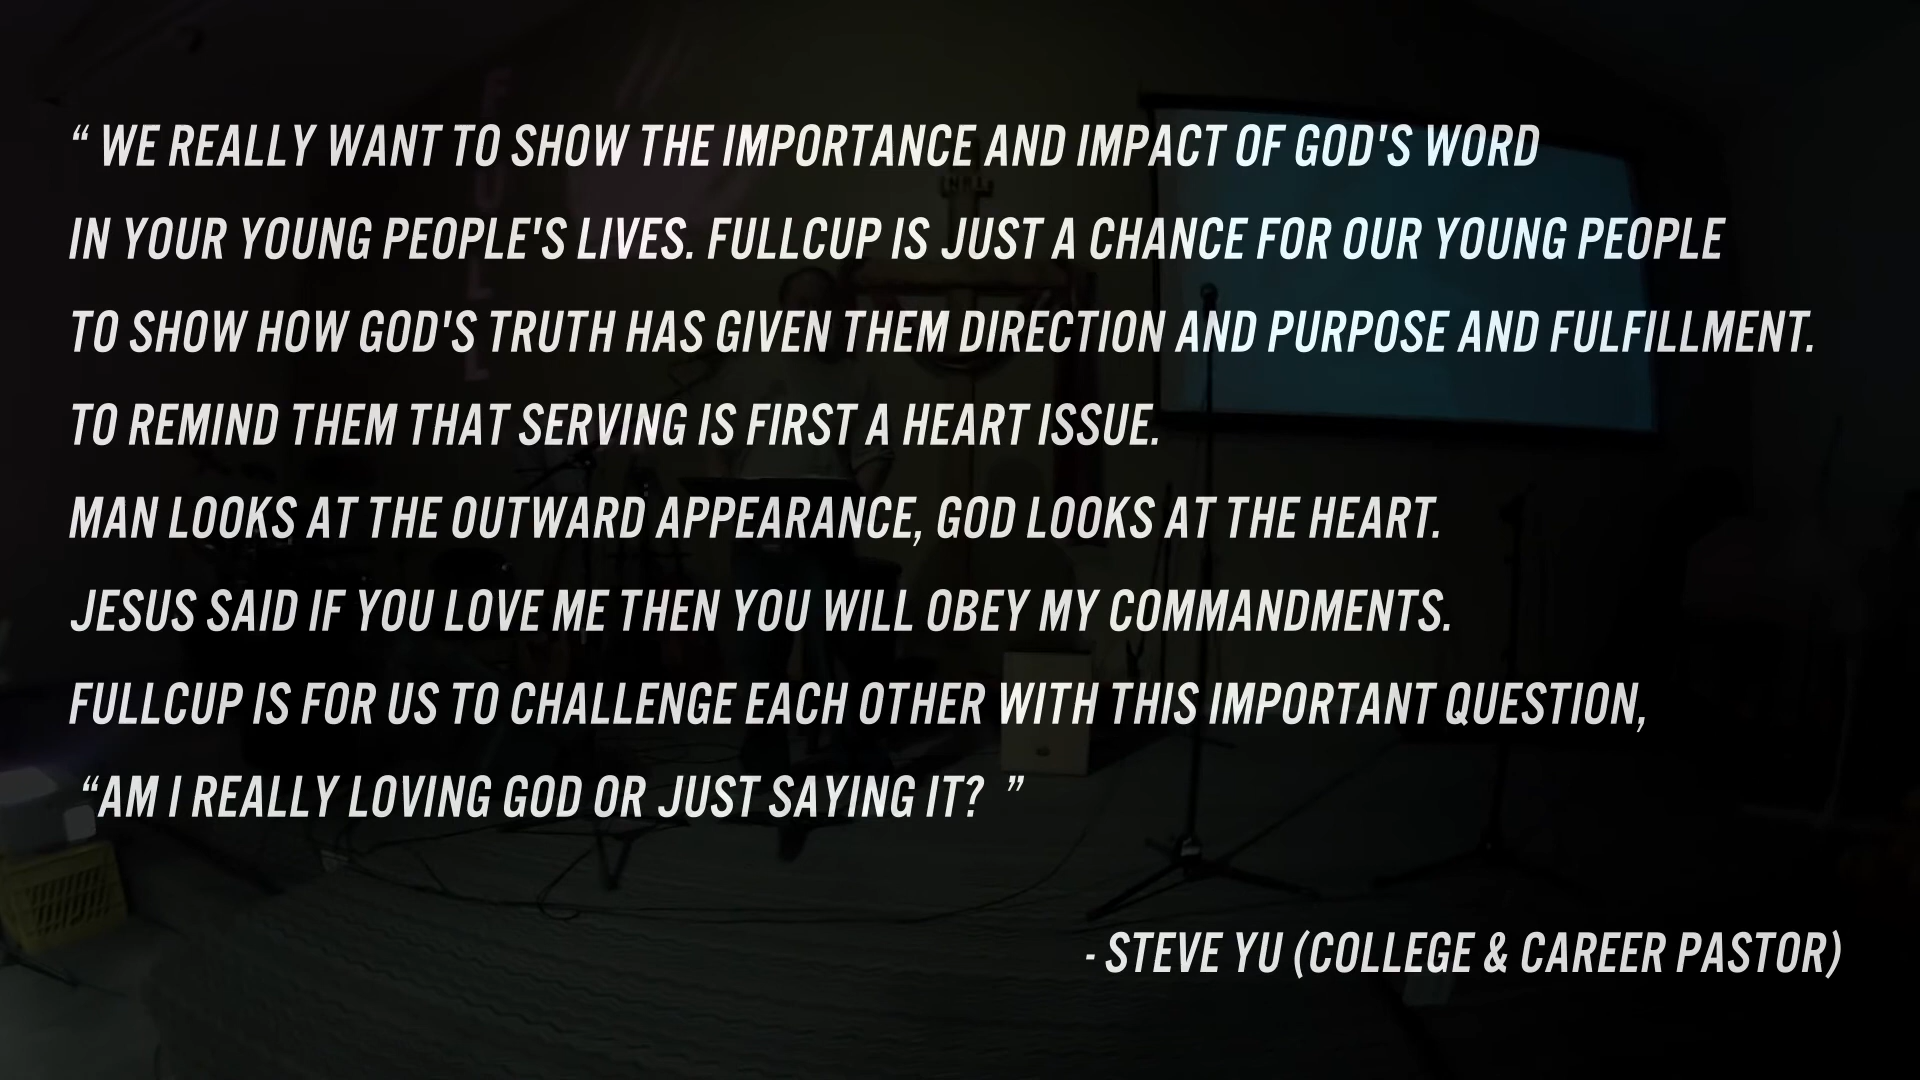 “ WE REALLY WANT TO SHOW THE IMPORTANCE AND IMPACT OF GOD'S WORD
IN YOUR YOUNG PEOPLE'S LIVES. FULLCUP IS JUST A CHANCE FOR OUR YOUNG PEOPLE
TO SHOW HOW GOD'S TRUTH HAS GIVEN THEM DIRECTION AND PURPOSE AND FULFILLMENT.
TO REMIND THEM THAT SERVING IS FIRST A HEART ISSUE.
MAN LOOKS AT THE OUTWARD APPEARANCE, GOD LOOKS AT THE HEART.
JESUS SAID IF YOU LOVE ME THEN YOU WILL OBEY MY COMMANDMENTS.
FULLCUP IS FOR US TO CHALLENGE EACH OTHER WITH THIS IMPORTANT QUESTION,
“AM I REALLY LOVING GOD OR JUST SAYING IT? ”
- STEVE YU (COLLEGE & CAREER PASTOR)